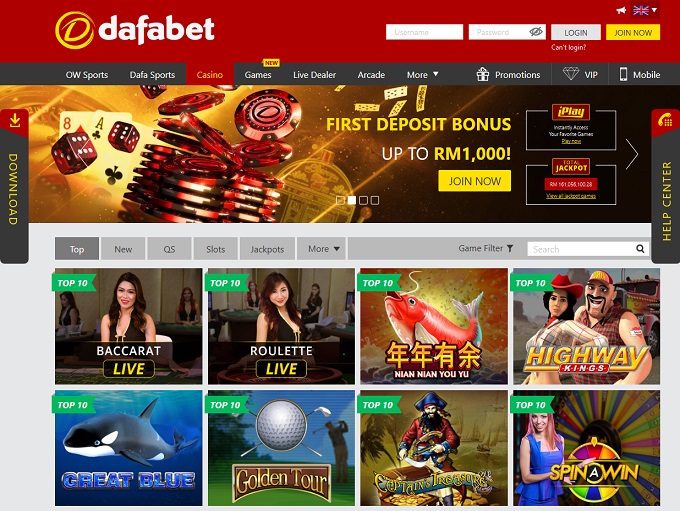 dafabet
Username
Password
LOGIN
JOIN NOW
Can't login?
OW Sports
Dafa Sports
Casino
Games
NEW
Live Dealer
Arcade
More
Promotions
VIP
Mobile
DOWNLOAD
8 A
FIRST DEPOSIT BONUS
UP TO RM1,000!
JOIN NOW
iPlay
Instantly Access
Your Favorite Games
Play now
TOTAL
JACKPOT
RM 161,056,100.28
View all jackpot games
HELP CENTER
Top
New
QS
Slots
Jackpots
More
Game Filter
Search
TOP 10
BACCARAT
LIVE
TOP 10
ROULETTE
LIVE
TOP 10
年年有余
NIAN NIAN YOU YU
TOP 10
HIGHWAY
KINGS
TOP 10
GREAT BLUE
TOP 10
Golden Tour
TOP 10
Captain's Treasure
TOP 10
SPIN A WIN